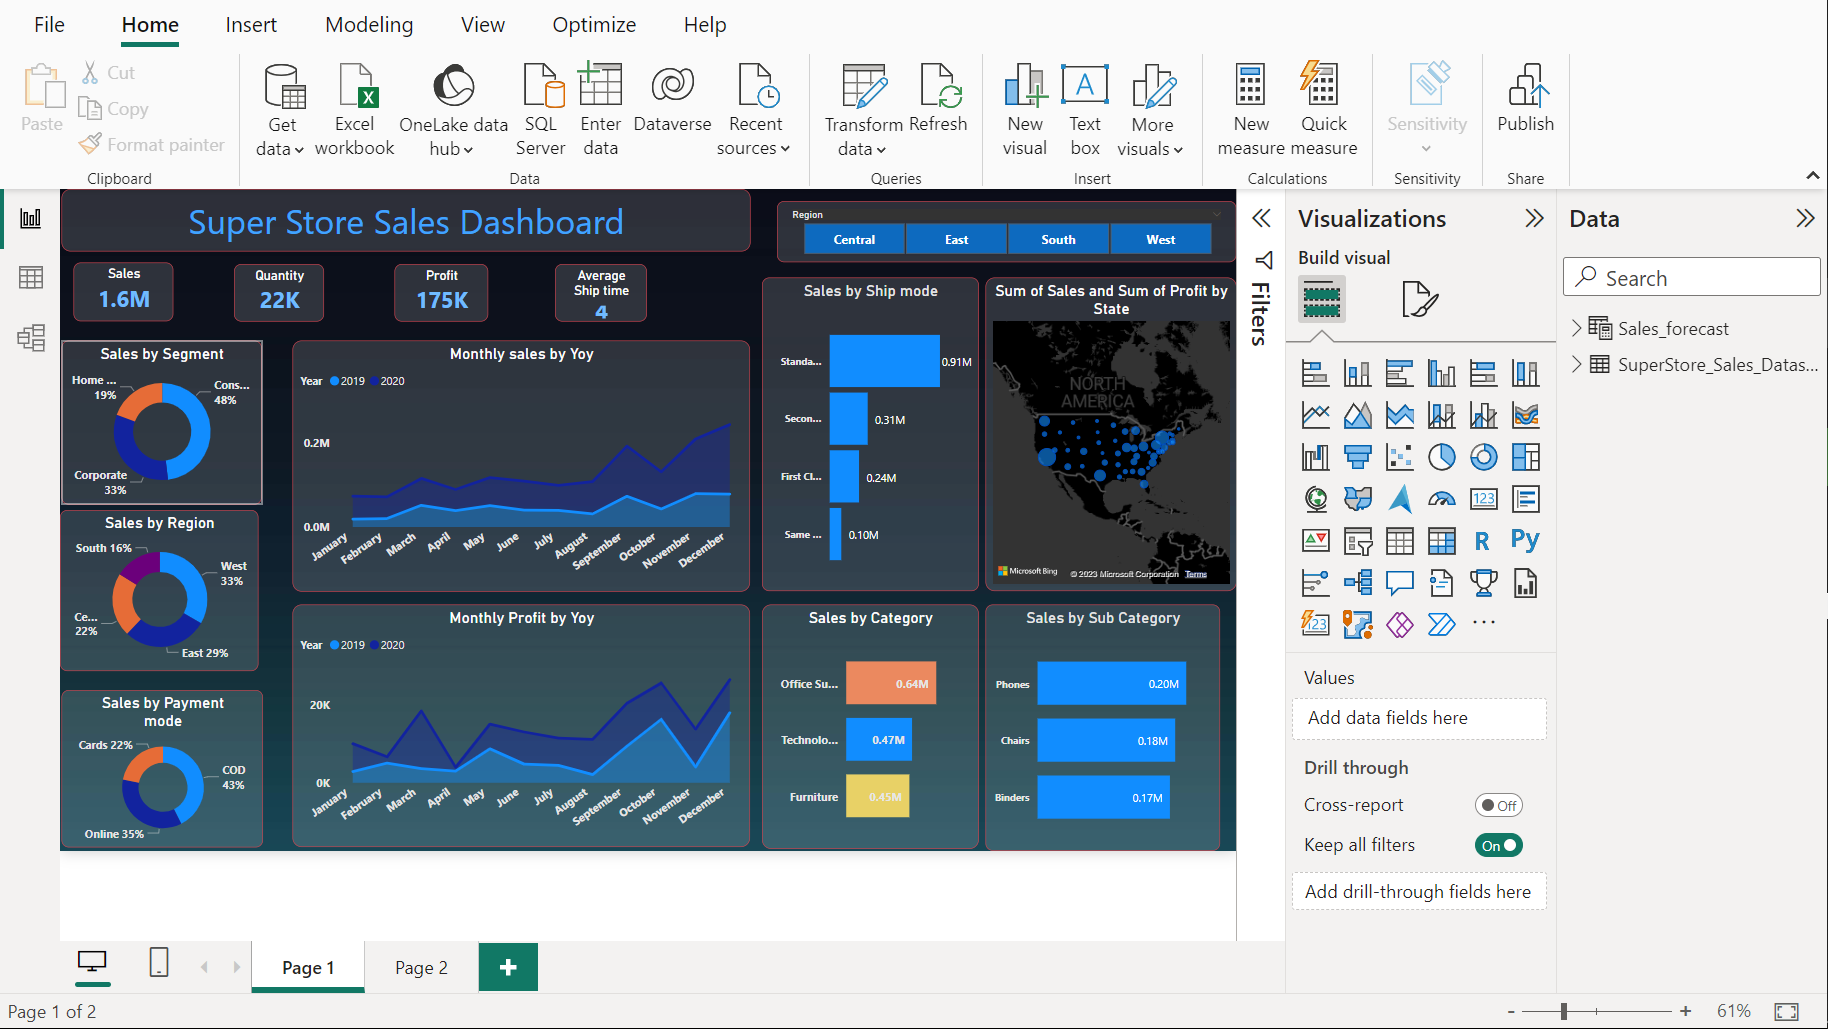 File Home Insert Modeling View Optimize Help
Paste
Cut
Copy
Format painter
Clipboard
Get data
Excel workbook
OneLake data hub
SQL Server
Enter data
Dataverse
Recent sources
Data
Transform data
Refresh
Queries
New visual
A
Text box
More visuals
Insert
New measure
Quick measure
Calculations
Sensitivity
Sensitivity
Publish
Share
Super Store Sales Dashboard
Region
Central East South West
Sales
1.6M
Quantity
22K
Profit
175K
Average
Ship time
4
Sales by Segment
Home ...
19%
Cons...
48%
Corporate
33%
Sales by Region
South 16%
West
33%
Ce...
22%
East 29%
Sales by Payment
mode
Cards 22%
COD
43%
Online 35%
Monthly sales by Yoy
Year 2019 2020
0.2M
0.0M
January February March April May June July August September October November December
Monthly Profit by Yoy
Year 2019 2020
20K
0K
January February March April May June July August September October November December
Sales by Ship mode
Standa... 0.91M
Secon... 0.31M
First Cl... 0.24M
Same ... 0.10M
Sum of Sales and Sum of Profit by
State
NORTH
AMERICA
Microsoft Bing
© 2023 Microsoft Corporation Terms
Sales by Category
Office Su... 0.64M
Technolo... 0.47M
Furniture 0.45M
Sales by Sub Category
Phones 0.20M
Chairs 0.18M
Binders 0.17M
Filters
Visualizations
Build visual
123
R
Py
123
...
Values
Add data fields here
Drill through
Cross-report Off
Keep all filters On
Add drill-through fields here
Data
Search
Sales_forecast
SuperStore_Sales_Datas...
Page 1 Page 2 +
Page 1 of 2
- + 61%